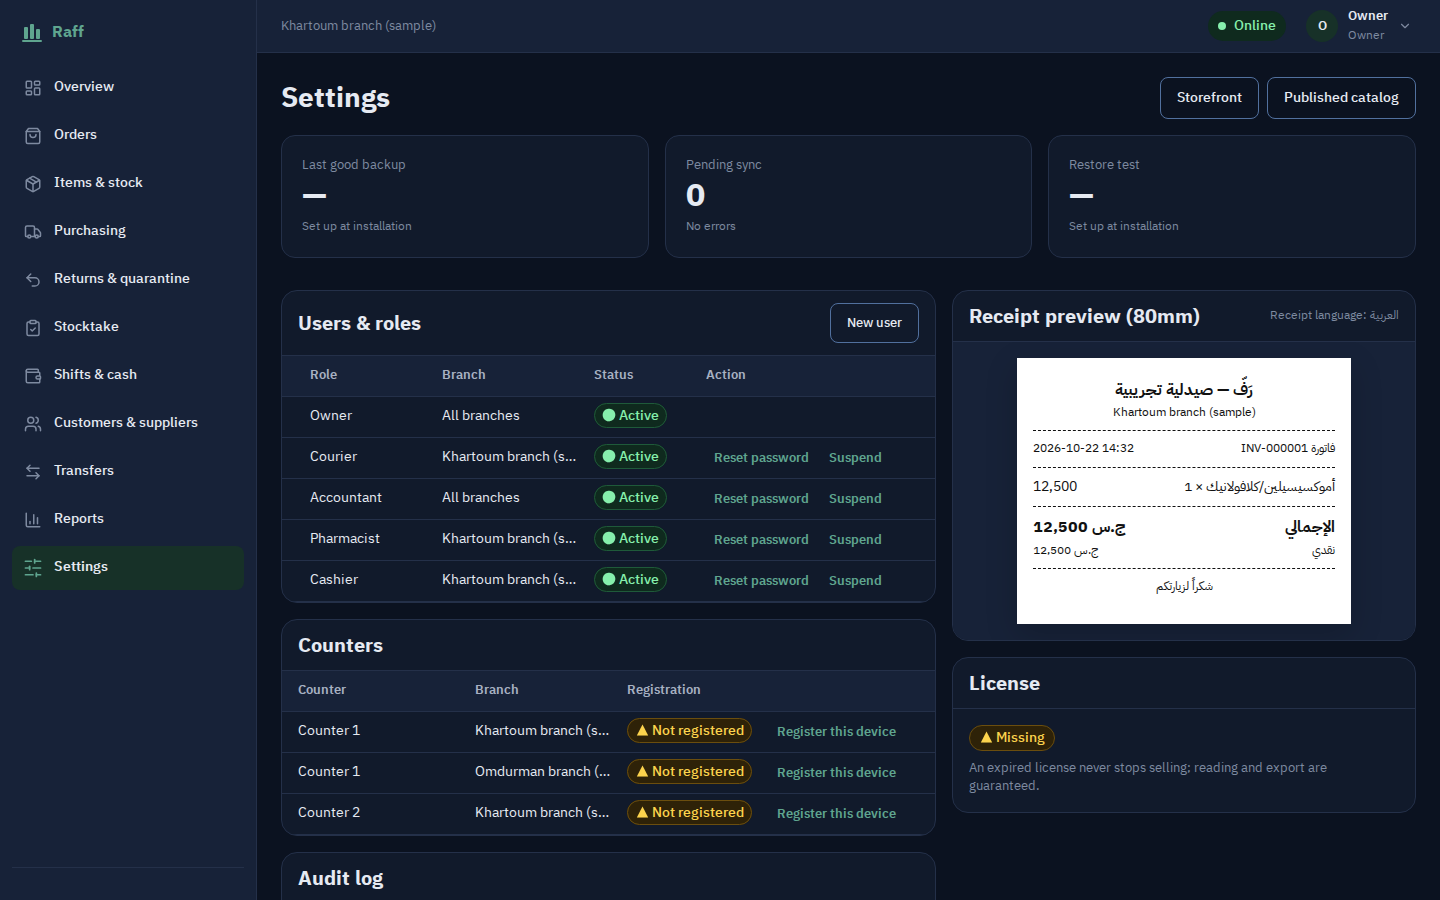 Raff
Overview
Orders
Items & stock
Purchasing
Returns & quarantine
Stocktake
Shifts & cash
Customers & suppliers
Transfers
Reports
Settings
Khartoum branch (sample)
Online
O
Owner
Owner
Settings
Storefront
Published catalog
Last good backup
—
Set up at installation
Pending sync
0
No errors
Restore test
—
Set up at installation
Users & roles
New user
Role Branch Status Action
Owner All branches Active
Courier Khartoum branch (s... Active Reset password Suspend
Accountant All branches Active Reset password Suspend
Pharmacist Khartoum branch (s... Active Reset password Suspend
Cashier Khartoum branch (s... Active Reset password Suspend
Counters
Counter Branch Registration
Counter 1 Khartoum branch (s... Not registered Register this device
Counter 1 Omdurman branch (... Not registered Register this device
Counter 2 Khartoum branch (s... Not registered Register this device
Audit log
Receipt preview (80mm)
Receipt language: العربية
رَفّ — صيدلية تجريبية
Khartoum branch (sample)
فاتورة INV-000001 2026-10-22 14:32
أموكسيسيلين/كلافولانيك × 1 12,500
الإجمالي 12,500 ج.س
نقدي 12,500 ج.س
شكراً لزيارتكم
License
Missing
An expired license never stops selling; reading and export are
guaranteed.